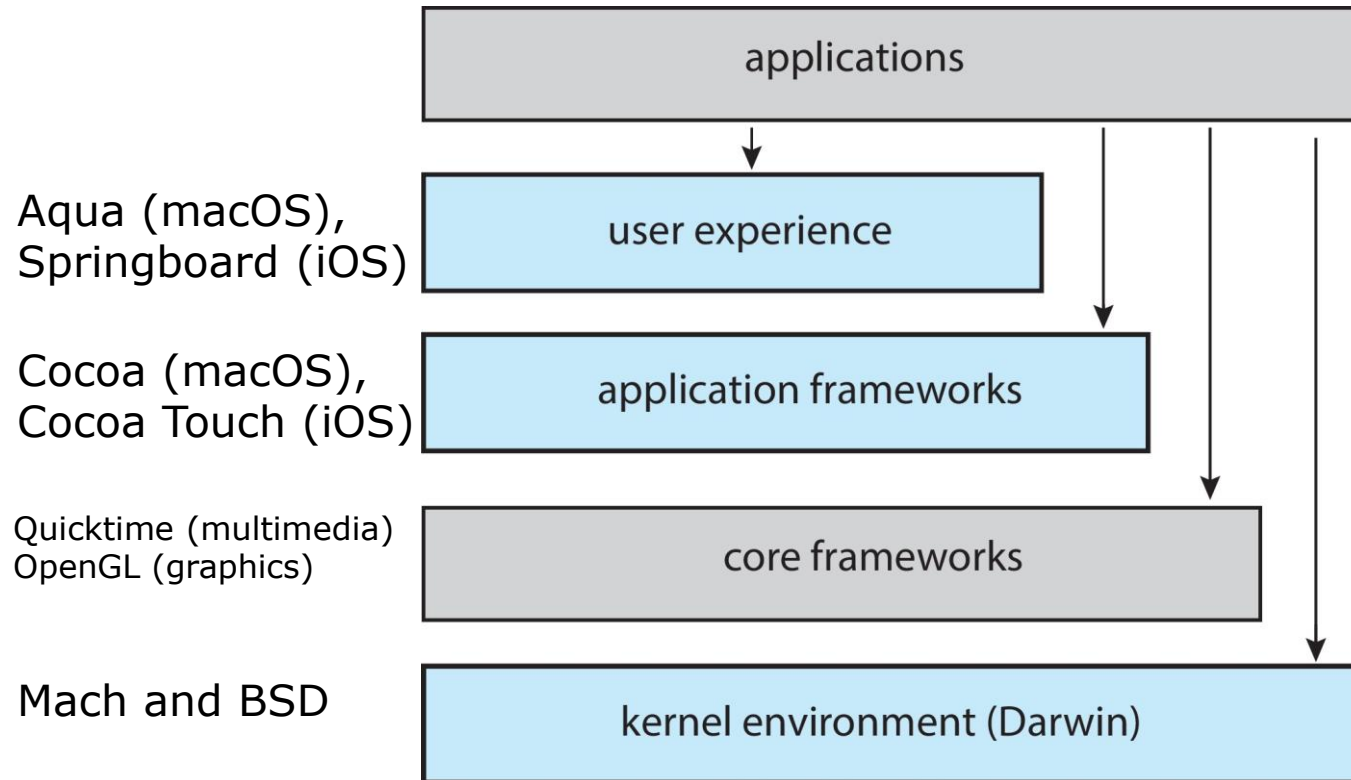 applications
Aqua (macOS),
Springboard (iOS)
user experience
Cocoa (macOS),
Cocoa Touch (iOS)
application frameworks
Quicktime (multimedia)
OpenGL (graphics)
core frameworks
Mach and BSD
kernel environment (Darwin)